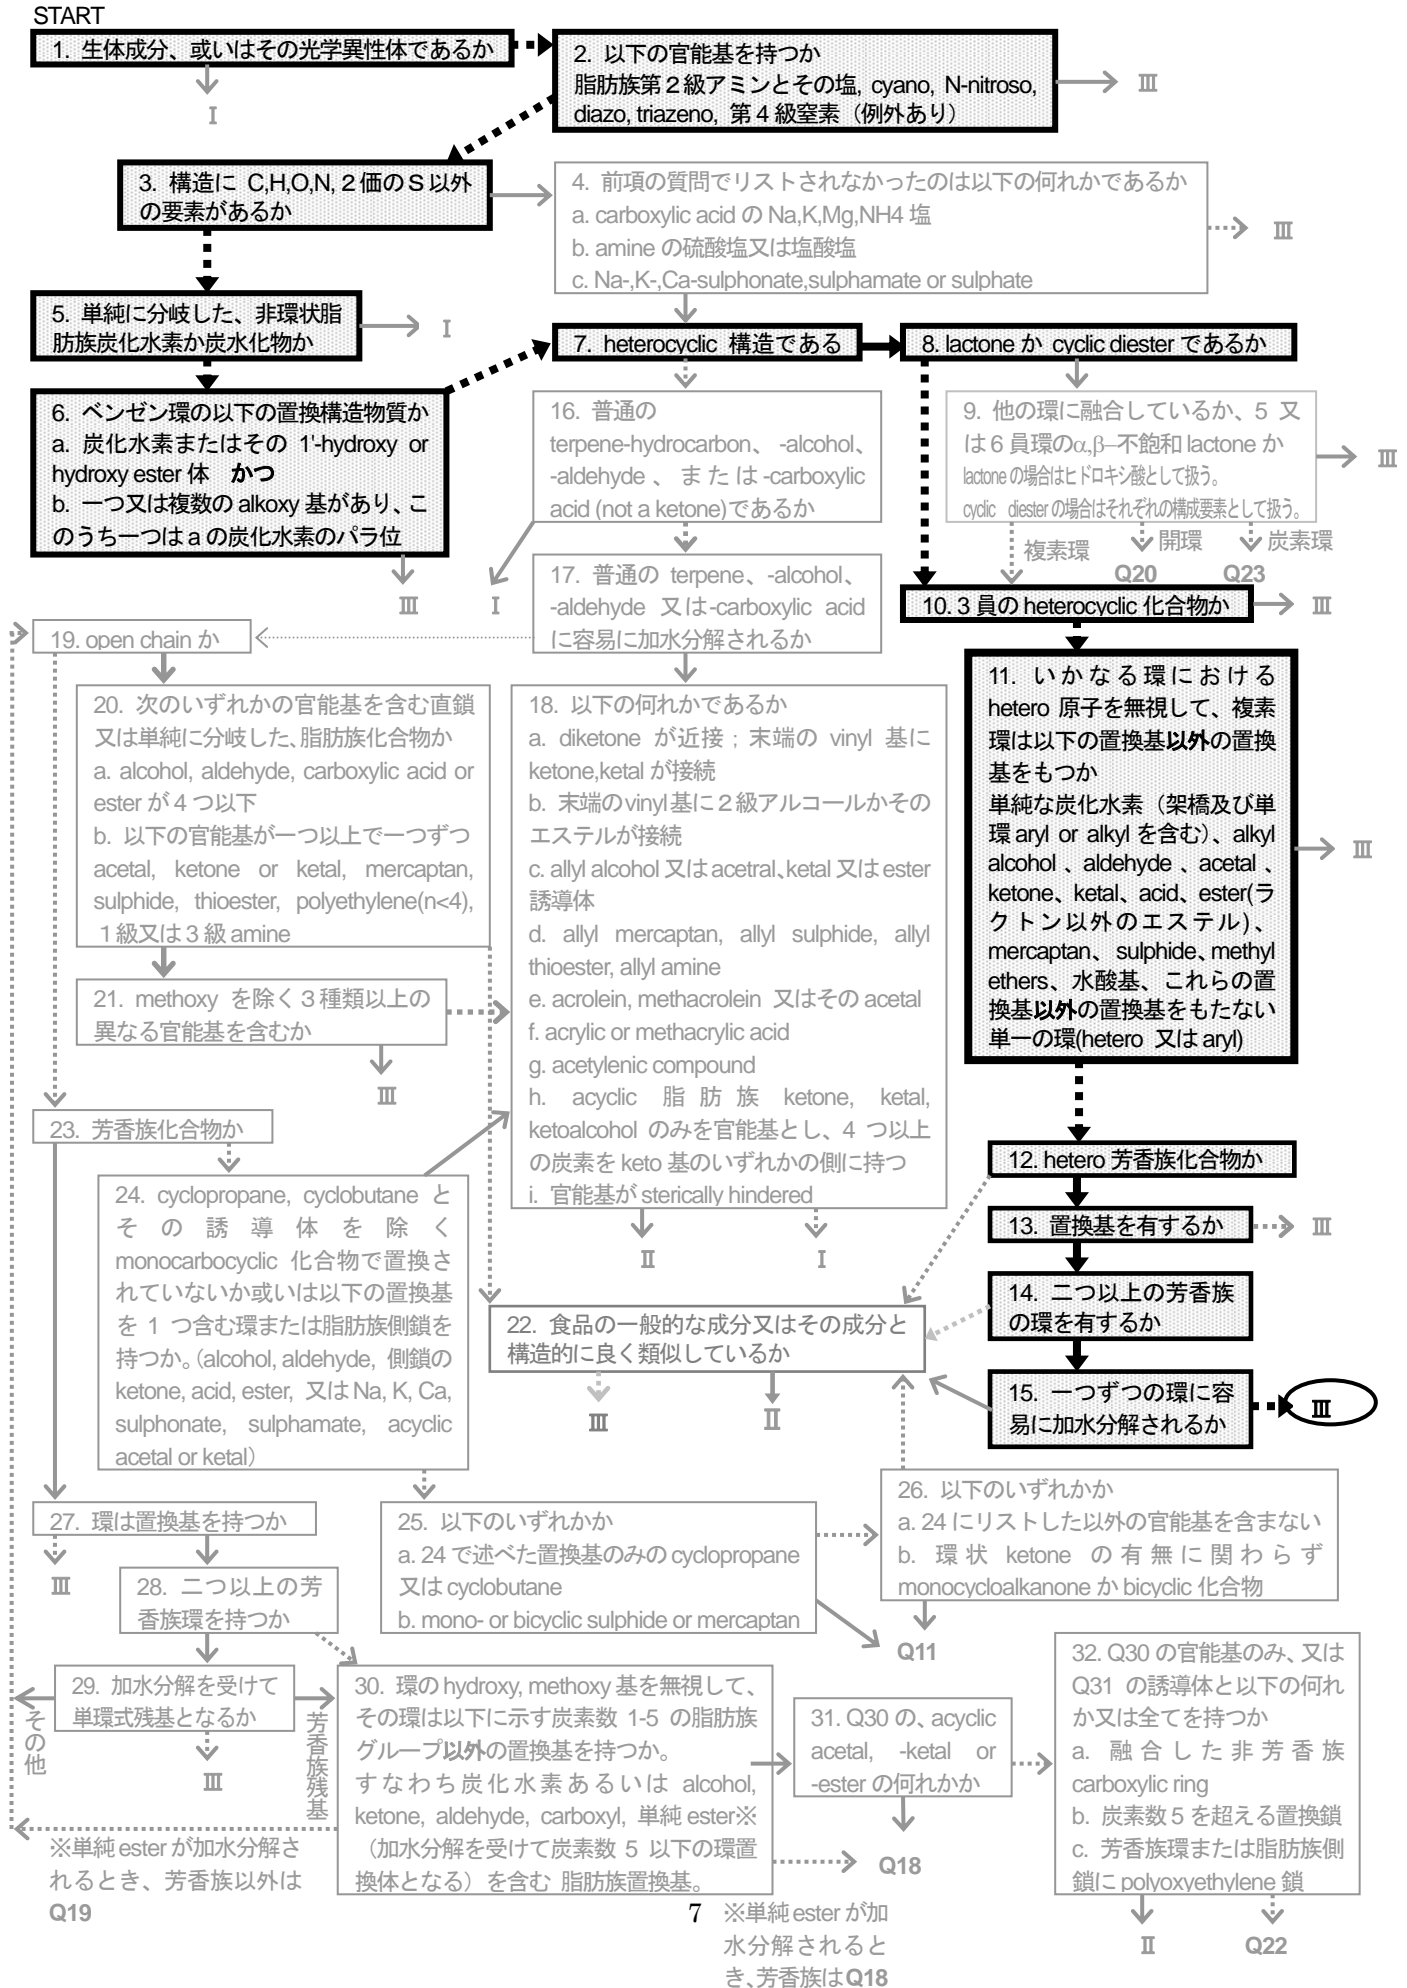 START
1. 生体成分、或いはその光学異性体であるか
I
2. 以下の官能基を持つか
脂肪族第２級アミンとその塩, cyano, N-nitroso,
diazo, triazeno, 第４級窒素（例外あり）
Ⅲ
3. 構造に C,H,O,N,２価のＳ以外
の要素があるか
4. 前項の質問でリストされなかったのは以下の何れかであるか
a. carboxylic acid の Na,K,Mg,NH4 塩
b. amine の硫酸塩又は塩酸塩
c. Na-,K-,Ca-sulphonate,sulphamate or sulphate
Ⅲ
5. 単純に分岐した、非環状脂
肪族炭化水素か炭水化物か
I
6. ベンゼン環の以下の置換構造物質か
a. 炭化水素またはその 1'-hydroxy or
hydroxy ester 体 かつ
b. 一つ又は複数の alkoxy 基があり、こ
のうち一つは a の炭化水素のパラ位
Ⅲ
7. heterocyclic 構造である
8. lactone か cyclic diester であるか
9. 他の環に融合しているか、5 又
は 6 員環のα,β–不飽和 lactone か
lactone の場合はヒドロキシ酸として扱う。
cyclic diester の場合はそれぞれの構成要素として扱う。
Ⅲ
複素環
開環
炭素環
Q20
Q23
10. 3 員の heterocyclic 化合物か
Ⅲ
11. いかなる環における
hetero 原子を無視して、複素
環は以下の置換基以外の置換
基をもつか
単純な炭化水素（架橋及び単
環 aryl or alkyl を含む）、alkyl
alcohol、aldehyde、acetal、
ketone、ketal、acid、ester(ラ
クトン以外のエステル)、
mercaptan、sulphide、methyl
ethers、水酸基、これらの置
換基以外の置換基をもたない
単一の環(hetero 又は aryl)
Ⅲ
12. hetero 芳香族化合物か
13. 置換基を有するか
Ⅲ
14. 二つ以上の芳香族
の環を有するか
15. 一つずつの環に容
易に加水分解されるか
Ⅲ
16. 普通の
terpene-hydrocarbon、-alcohol、
-aldehyde、または-carboxylic
acid (not a ketone)であるか
I
17. 普通の terpene、-alcohol、
-aldehyde 又は-carboxylic acid
に容易に加水分解されるか
18. 以下の何れかであるか
a. diketone が近接；末端の vinyl 基に
ketone,ketal が接続
b. 末端のvinyl基に２級アルコールかその
エステルが接続
c. allyl alcohol 又は acetral、ketal 又は ester
誘導体
d. allyl mercaptan, allyl sulphide, allyl
thioester, allyl amine
e. acrolein, methacrolein 又はその acetal
f. acrylic or methacrylic acid
g. acetylenic compound
h. acyclic 脂肪族 ketone, ketal,
ketoalcohol のみを官能基とし、4 つ以上
の炭素を keto 基のいずれかの側に持つ
i. 官能基が sterically hindered
Ⅱ
I
19. open chain か
20. 次のいずれかの官能基を含む直鎖
又は単純に分岐した、脂肪族化合物か
a. alcohol, aldehyde, carboxylic acid or
ester が 4 つ以下
b. 以下の官能基が一つ以上で一つずつ
acetal, ketone or ketal, mercaptan,
sulphide, thioester, polyethylene(n<4),
１級又は３級 amine
21. methoxy を除く３種類以上の
異なる官能基を含むか
Ⅲ
22. 食品の一般的な成分又はその成分と
構造的に良く類似しているか
Ⅲ
Ⅱ
23. 芳香族化合物か
24. cyclopropane, cyclobutane と
その誘導体を除く
monocarbocyclic 化合物で置換さ
れていないか或いは以下の置換基
を 1 つ含む環または脂肪族側鎖を
持つか。(alcohol, aldehyde, 側鎖の
ketone, acid, ester, 又は Na, K, Ca,
sulphonate, sulphamate, acyclic
acetal or ketal）
25. 以下のいずれかか
a. 24 で述べた置換基のみの cyclopropane
又は cyclobutane
b. mono- or bicyclic sulphide or mercaptan
Q11
26. 以下のいずれかか
a. 24 にリストした以外の官能基を含まない
b. 環状 ketone の有無に関わらず
monocycloalkanone か bicyclic 化合物
27. 環は置換基を持つか
Ⅲ
28. 二つ以上の芳
香族環を持つか
29. 加水分解を受けて
単環式残基となるか
その他
芳香族残基
Ⅲ
30. 環の hydroxy, methoxy 基を無視して、
その環は以下に示す炭素数 1-5 の脂肪族
グループ以外の置換基を持つか。
すなわち炭化水素あるいは alcohol,
ketone, aldehyde, carboxyl, 単純 ester※
（加水分解を受けて炭素数 5 以下の環置
換体となる）を含む 脂肪族置換基。
31. Q30 の、acyclic
acetal, -ketal or
-ester の何れかか
Q18
32. Q30 の官能基のみ、又は
Q31 の誘導体と以下の何れ
か又は全てを持つか
a. 融合した非芳香族
carboxylic ring
b. 炭素数 5 を超える置換鎖
c. 芳香族環または脂肪族側
鎖に polyoxyethylene 鎖
Ⅱ
Q22
※単純 ester が加水分解さ
れるとき、芳香族以外は
Q19
7
※単純 ester が加
水分解されると
き、芳香族は Q18